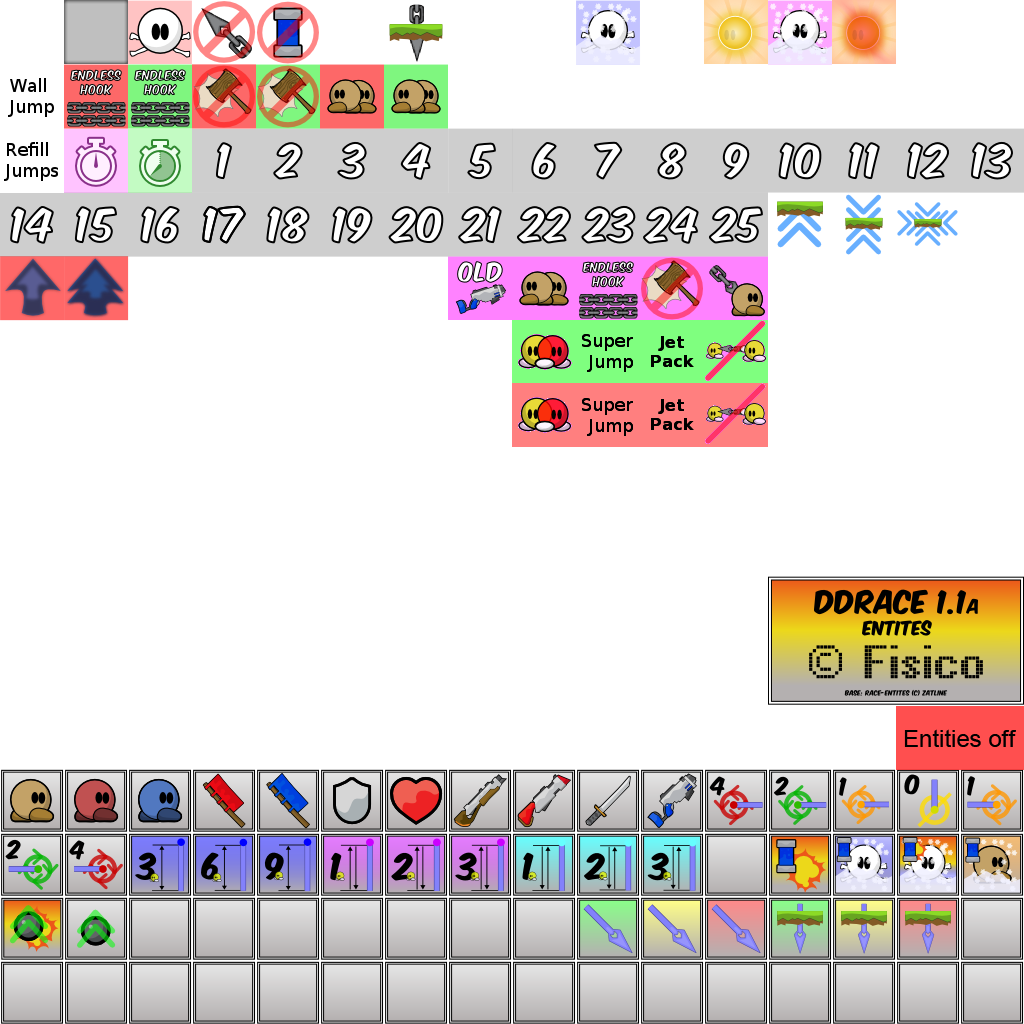 Wall
Jump
ENDLESS
HOOK
ENDLESS
HOOK
Refill
Jumps
1 2 3 4 5 6 7 8 9 10 11 12 13
14 15 16 17 18 19 20 21 22 23 24 25
OLD
ENDLESS
HOOK
Super
Jump
Jet
Pack
Super
Jump
Jet
Pack
DDRACE 1.1A
ENTITES
© Fisico
BASE: RACE-ENTITES (C) ZATLINE
Entities off
4 2 1 0 1
2 4 3 6 9 1 2 3 1 2 3